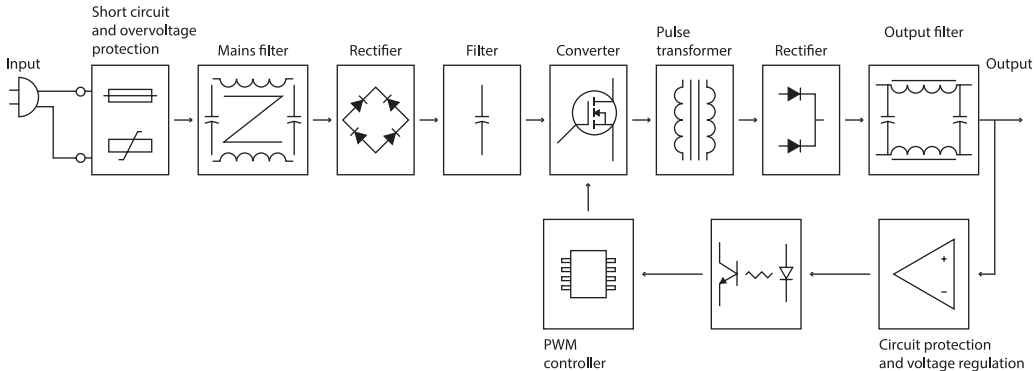 Short circuit
and overvoltage
protection
Input
Mains filter
Rectifier
Filter
Converter
Pulse
transformer
Rectifier
Output filter
Output
+
-
PWM
controller
Circuit protection
and voltage regulation